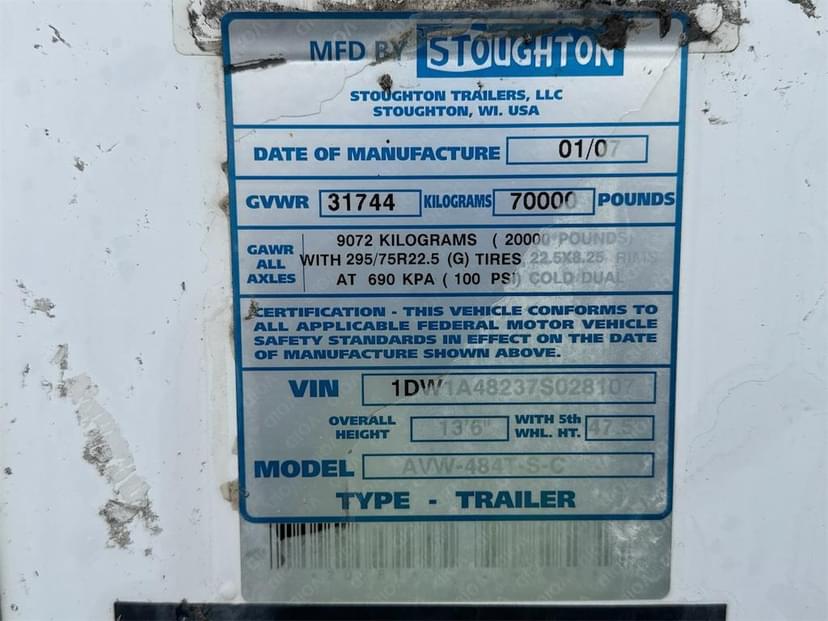 MFD BY STOUGHTON
STOUGHTON TRAILERS, LLC
STOUGHTON, WI. USA
DATE OF MANUFACTURE 01/07
GVWR 31744 KILOGRAMS 70000 POUNDS
GAWR ALL AXLES
9072 KILOGRAMS ( 20000 POUNDS)
WITH 295/75R22.5 (G) TIRES, 22.5X8.25 RIMS
AT 690 KPA ( 100 PSI) COLD DUAL
CERTIFICATION - THIS VEHICLE CONFORMS TO
ALL APPLICABLE FEDERAL MOTOR VEHICLE
SAFETY STANDARDS IN EFFECT ON THE DATE
OF MANUFACTURE SHOWN ABOVE.
VIN 1DW1A48237S028107
OVERALL HEIGHT 13'6" WITH 5th WHL. HT. 47.5
MODEL AVW-484T-S-C
TYPE - TRAILER